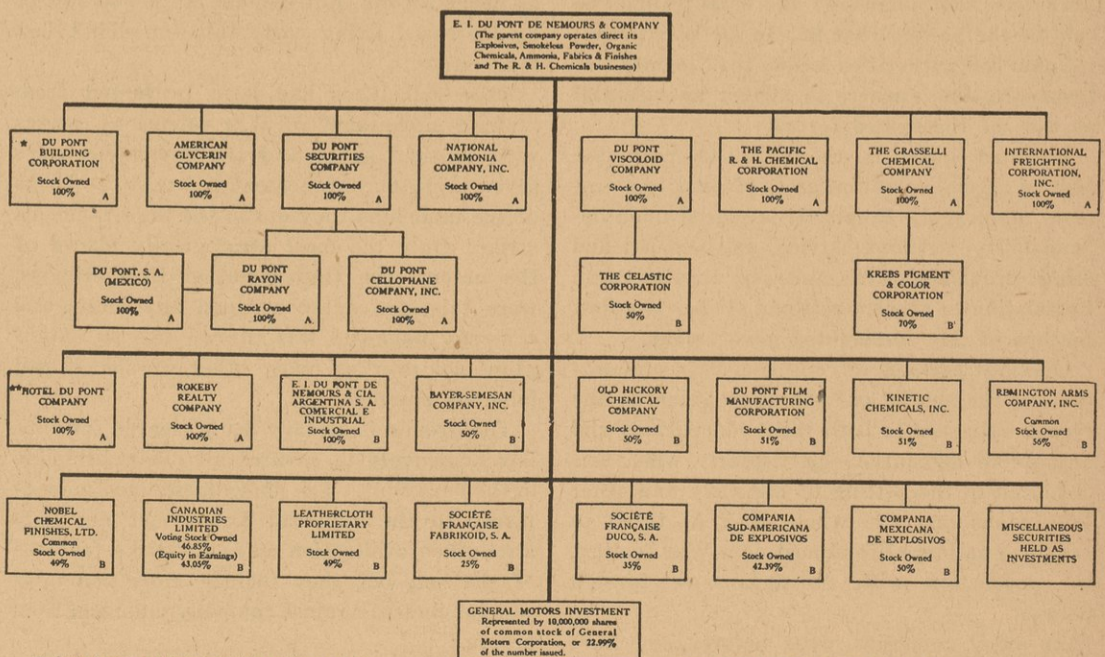 E. I. DU PONT DE NEMOURS & COMPANY
(The parent company operates direct its
Explosives, Smokeless Powder, Organic
Chemicals, Ammonia, Fabrics & Finishes
and The R. & H. Chemicals businesses)
* DU PONT
BUILDING
CORPORATION
Stock Owned
100%
A
AMERICAN
GLYCERIN
COMPANY
Stock Owned
100%
A
DU PONT
SECURITIES
COMPANY
Stock Owned
100%
A
NATIONAL
AMMONIA
COMPANY, INC.
Stock Owned
100%
A
DU PONT
VISCOLOID
COMPANY
Stock Owned
100%
A
THE PACIFIC
R. & H. CHEMICAL
CORPORATION
Stock Owned
100%
A
THE GRASSELLI
CHEMICAL
COMPANY
Stock Owned
100%
A
INTERNATIONAL
FREIGHTING
CORPORATION,
INC.
Stock Owned
100%
A
DU PONT, S. A.
(MEXICO)
Stock Owned
100%
A
DU PONT
RAYON
COMPANY
Stock Owned
100%
A
DU PONT
CELLOPHANE
COMPANY, INC.
Stock Owned
100%
A
THE CELASTIC
CORPORATION
Stock Owned
50%
B
KREBS PIGMENT
& COLOR
CORPORATION
Stock Owned
70%
B
**HOTEL DU PONT
COMPANY
Stock Owned
100%
A
ROKEBY
REALTY
COMPANY
Stock Owned
100%
A
E. I. DU PONT DE
NEMOURS & CIA.
ARGENTINA S. A.
COMERCIAL E
INDUSTRIAL
Stock Owned
100%
B
BAYER-SEMESAN
COMPANY, INC.
Stock Owned
50%
B
OLD HICKORY
CHEMICAL
COMPANY
Stock Owned
50%
B
DU PONT FILM
MANUFACTURING
CORPORATION
Stock Owned
51%
B
KINETIC
CHEMICALS, INC.
Stock Owned
51%
B
REMINGTON ARMS
COMPANY, INC.
Common
Stock Owned
56%
B
NOBEL
CHEMICAL
FINISHES, LTD.
Common
Stock Owned
49%
B
CANADIAN
INDUSTRIES
LIMITED
Voting Stock Owned
46.85%
(Equity in Earnings)
43.05%
B
LEATHERCLOTH
PROPRIETARY
LIMITED
Stock Owned
49%
B
SOCIÉTÉ
FRANÇAISE
FABRIKOID, S. A.
Stock Owned
25%
B
SOCIÉTÉ
FRANÇAISE
DUCO, S. A.
Stock Owned
35%
B
COMPANIA
SUD-AMERICANA
DE EXPLOSIVOS
Stock Owned
42.39%
B
COMPANIA
MEXICANA
DE EXPLOSIVOS
Stock Owned
50%
B
MISCELLANEOUS
SECURITIES
HELD AS
INVESTMENTS
GENERAL MOTORS INVESTMENT
Represented by 10,000,000 shares
of common stock of General
Motors Corporation, or 22.99%
of the number issued.